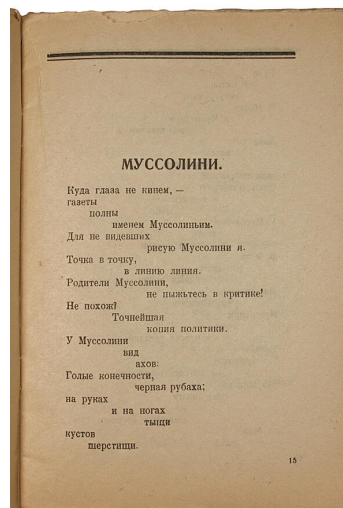 МУССОЛИНИ.
Куда глаза не кинем, —
газеты
полны
именем Муссолиньим.
Для не видевших
рисую Муссолини я.
Точка в точку,
в линию линия.
Родители Муссолини,
не пыжьтесь в критике!
Не похож?
Точнейшая
копия политики.
У Муссолини
вид
ахов:
Голые конечности,
черная рубаха;
на руках
и на ногах
тыщи
кустов
шерстищи.
15